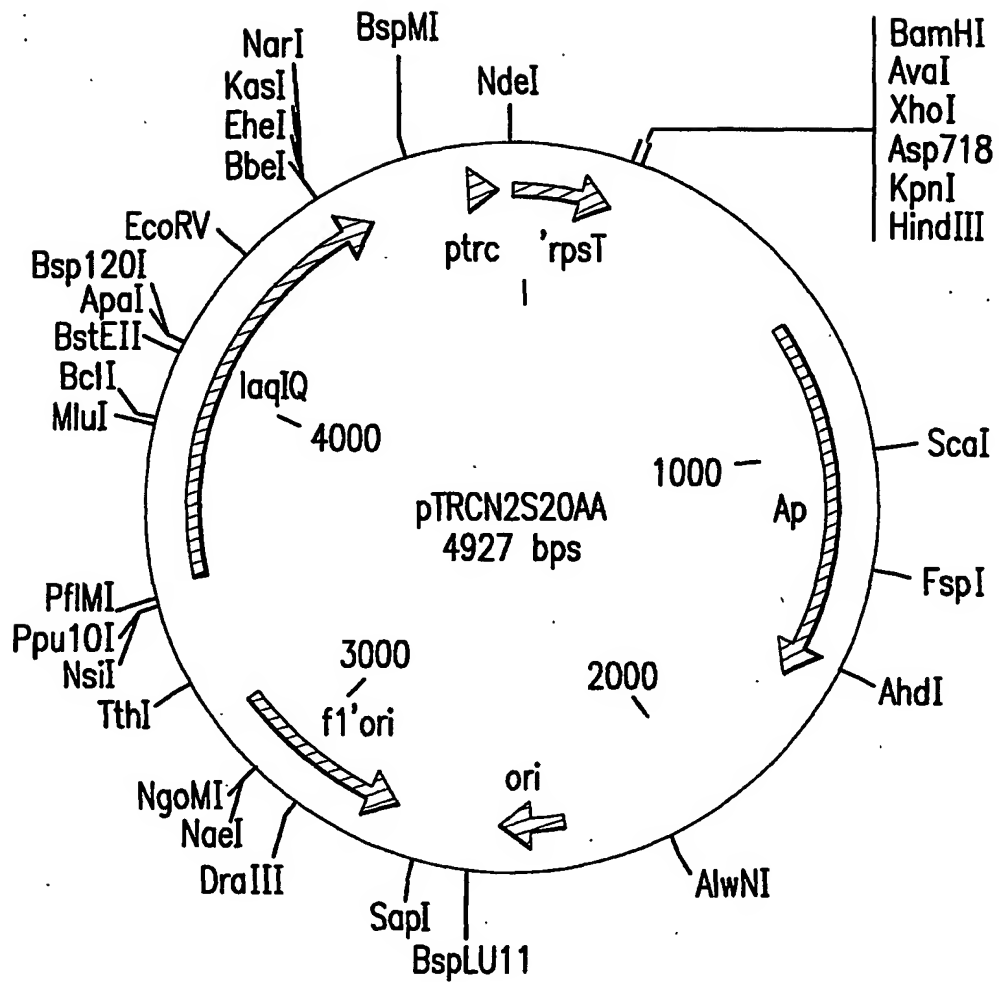 BspMI
NarI
KasI
EheI
BbeI
NdeI
BamHI
AvaI
XhoI
Asp718
KpnI
HindIII
EcoRV
Bsp120I
ApaI
BstEII
BclI
MluI
ptrc
'rpsT
laqIQ
4000
1000
ScaI
pTRCN2S20AA
4927 bps
Ap
FspI
PflMI
Ppu10I
NsiI
TthI
3000
f1'ori
2000
AhdI
ori
NgoMI
NaeI
DraIII
SapI
BspLU11
AlwNI